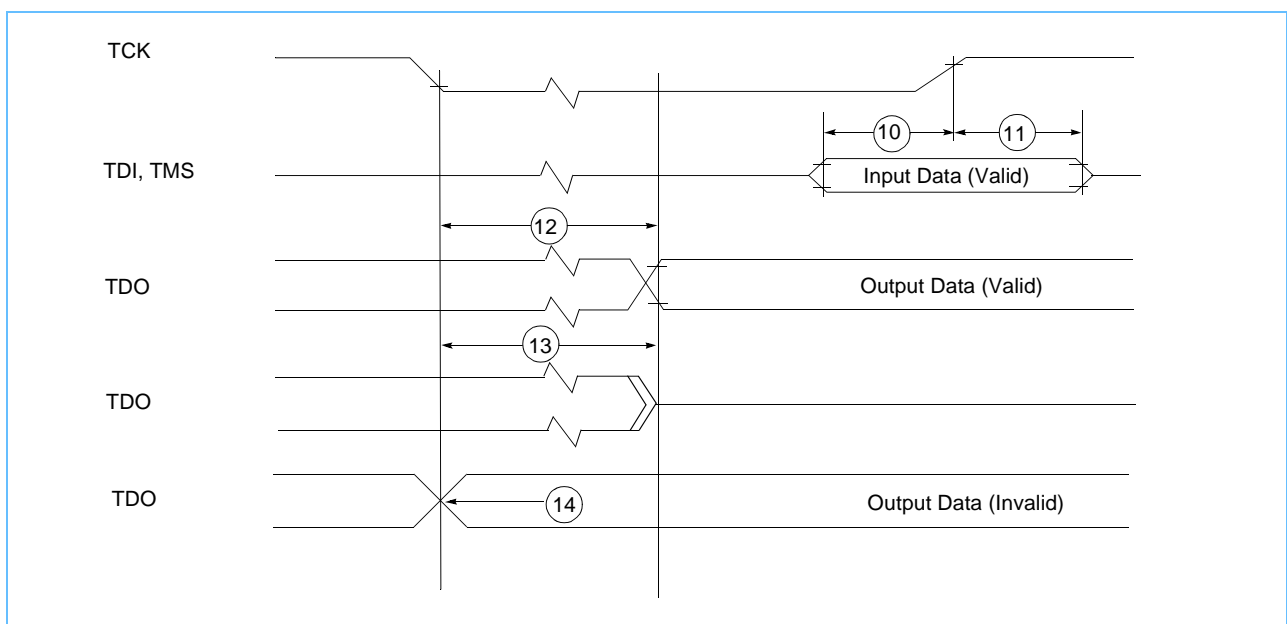 TCK
10
11
TDI, TMS
Input Data (Valid)
12
TDO
Output Data (Valid)
13
TDO
TDO
14
Output Data (Invalid)